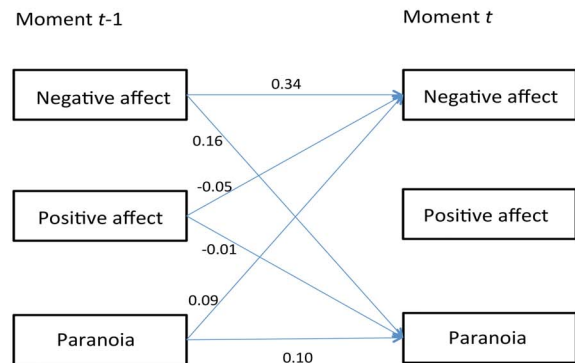 Moment t-1
Moment t
Negative affect
0.34
Negative affect
0.16
-0.05
Positive affect
Positive affect
-0.01
0.09
Paranoia
Paranoia
0.10